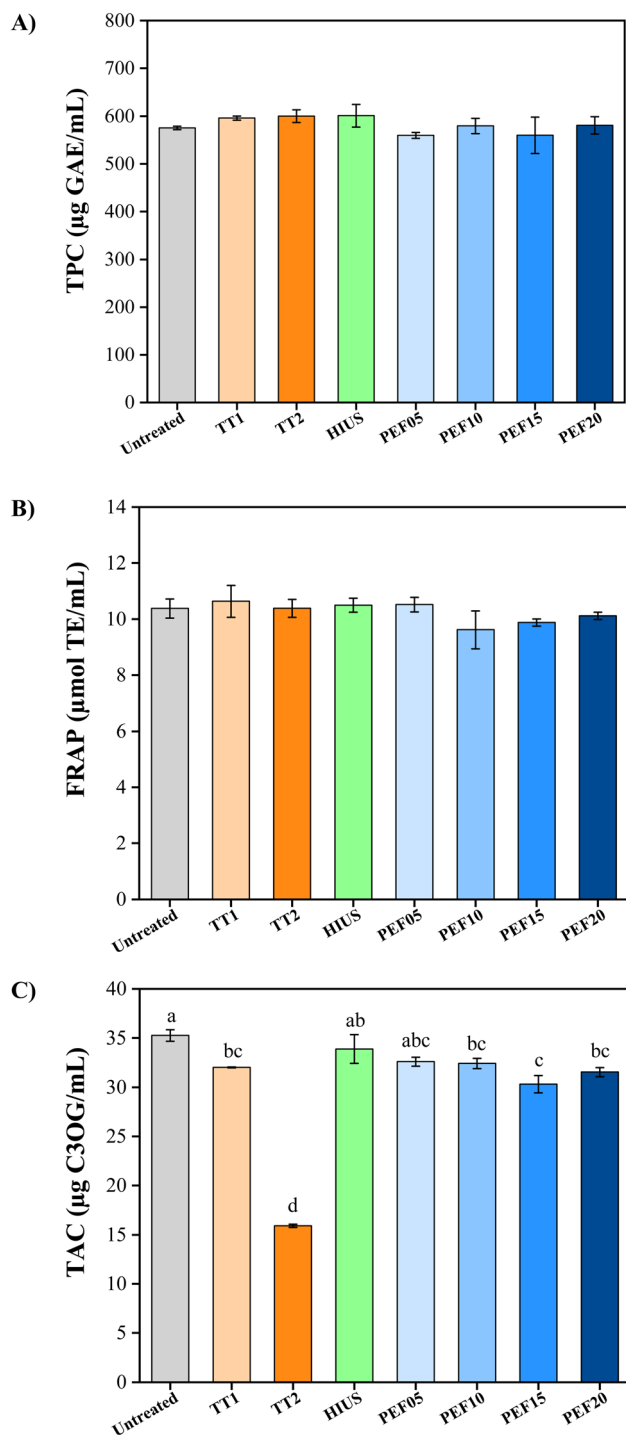 A)
TPC (μg GAE/mL)
800
700
600
500
400
300
200
100
0
Untreated TT1 TT2 HIUS PEF05 PEF10 PEF15 PEF20
B)
FRAP (μmol TE/mL)
14
12
10
8
6
4
2
0
Untreated TT1 TT2 HIUS PEF05 PEF10 PEF15 PEF20
C)
TAC (μg C3OG/mL)
40
35
30
25
20
15
10
5
0
a bc d ab abc bc c bc
Untreated TT1 TT2 HIUS PEF05 PEF10 PEF15 PEF20